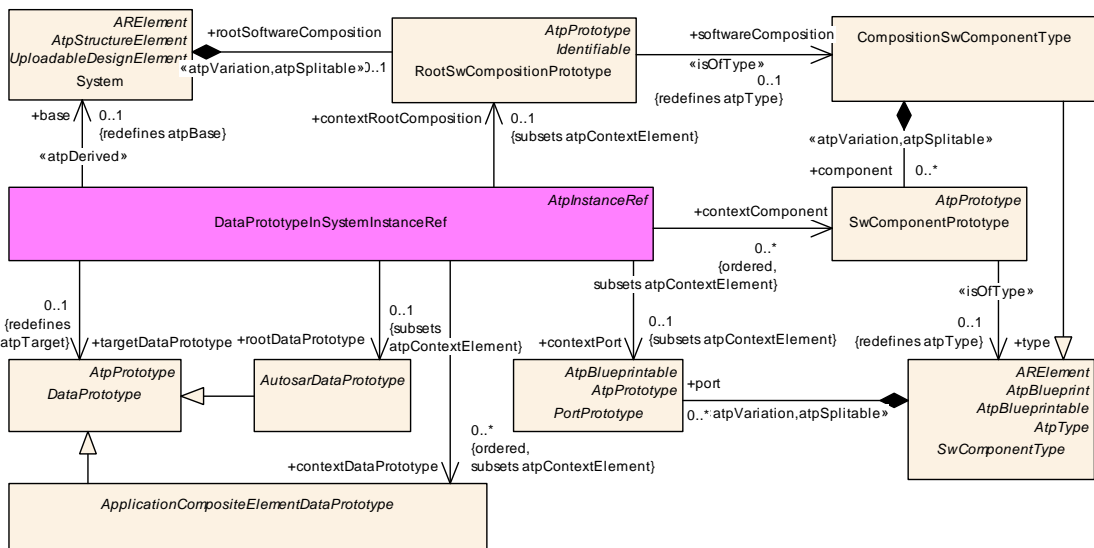 ARElement
AtpStructureElement
UploadableDesignElement
System
+rootSoftwareComposition
«atpVariation,atpSplitable»
0..1
AtpPrototype
Identifiable
RootSwCompositionPrototype
+softwareComposition
«isOfType»
0..1
{redefines atpType}
CompositionSwComponentType
+base
0..1
{redefines atpBase}
«atpDerived»
+contextRootComposition
0..1
{subsets atpContextElement}
«atpVariation,atpSplitable»
+component
0..*
AtpInstanceRef
DataPrototypeInSystemInstanceRef
+contextComponent
0..*
{ordered,
subsets atpContextElement}
AtpPrototype
SwComponentPrototype
«isOfType»
0..1
{redefines atpType}
+type
0..1
{redefines
atpTarget}
+targetDataPrototype
0..1
{subsets
atpContextElement}
+rootDataPrototype
0..1
{subsets atpContextElement}
+contextPort
AtpPrototype
DataPrototype
AutosarDataPrototype
AtpBlueprintable
AtpPrototype
PortPrototype
+port
0..*
«atpVariation,atpSplitable»
ARElement
AtpBlueprint
AtpBlueprintable
AtpType
SwComponentType
0..*
{ordered,
subsets atpContextElement}
+contextDataPrototype
ApplicationCompositeElementDataPrototype